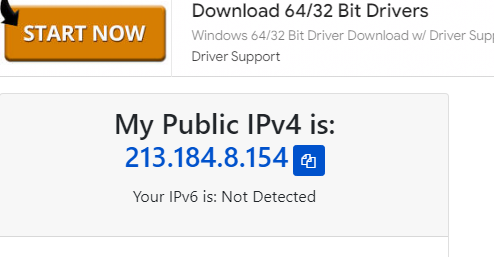 START NOW
Download 64/32 Bit Drivers
Windows 64/32 Bit Driver Download w/ Driver
Driver Support
My Public IPv4 is:
213.184.8.154
Your IPv6 is: Not Detected